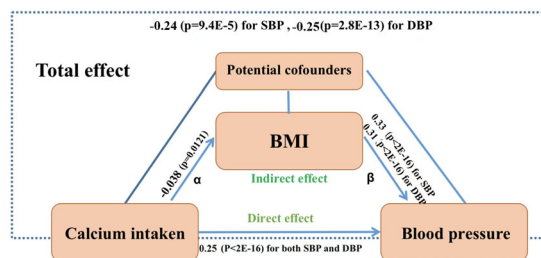 -0.24 (p=9.4E-5) for SBP , -0.25(p=2.8E-13) for DBP
Total effect
Potential cofounders
BMI
-0.038 (p=0.0121)
α
0.33 (p<2E-16) for SBP
0.31 (p<2E-16) for DBP
β
Indirect effect
Direct effect
Calcium intaken
Blood pressure
0.25 (P<2E-16) for both SBP and DBP